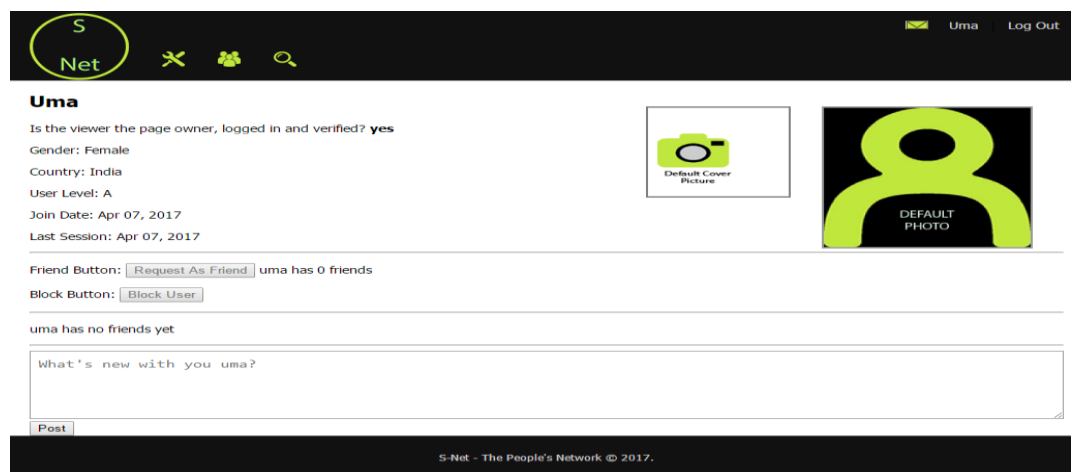 S
Net
Uma
Log Out
Uma
Is the viewer the page owner, logged in and verified? yes
Gender: Female
Country: India
User Level: A
Join Date: Apr 07, 2017
Last Session: Apr 07, 2017
Default Cover
Picture
DEFAULT
PHOTO
Friend Button: Request As Friend uma has 0 friends
Block Button: Block User
uma has no friends yet
What's new with you uma?
Post
S-Net - The People's Network © 2017.